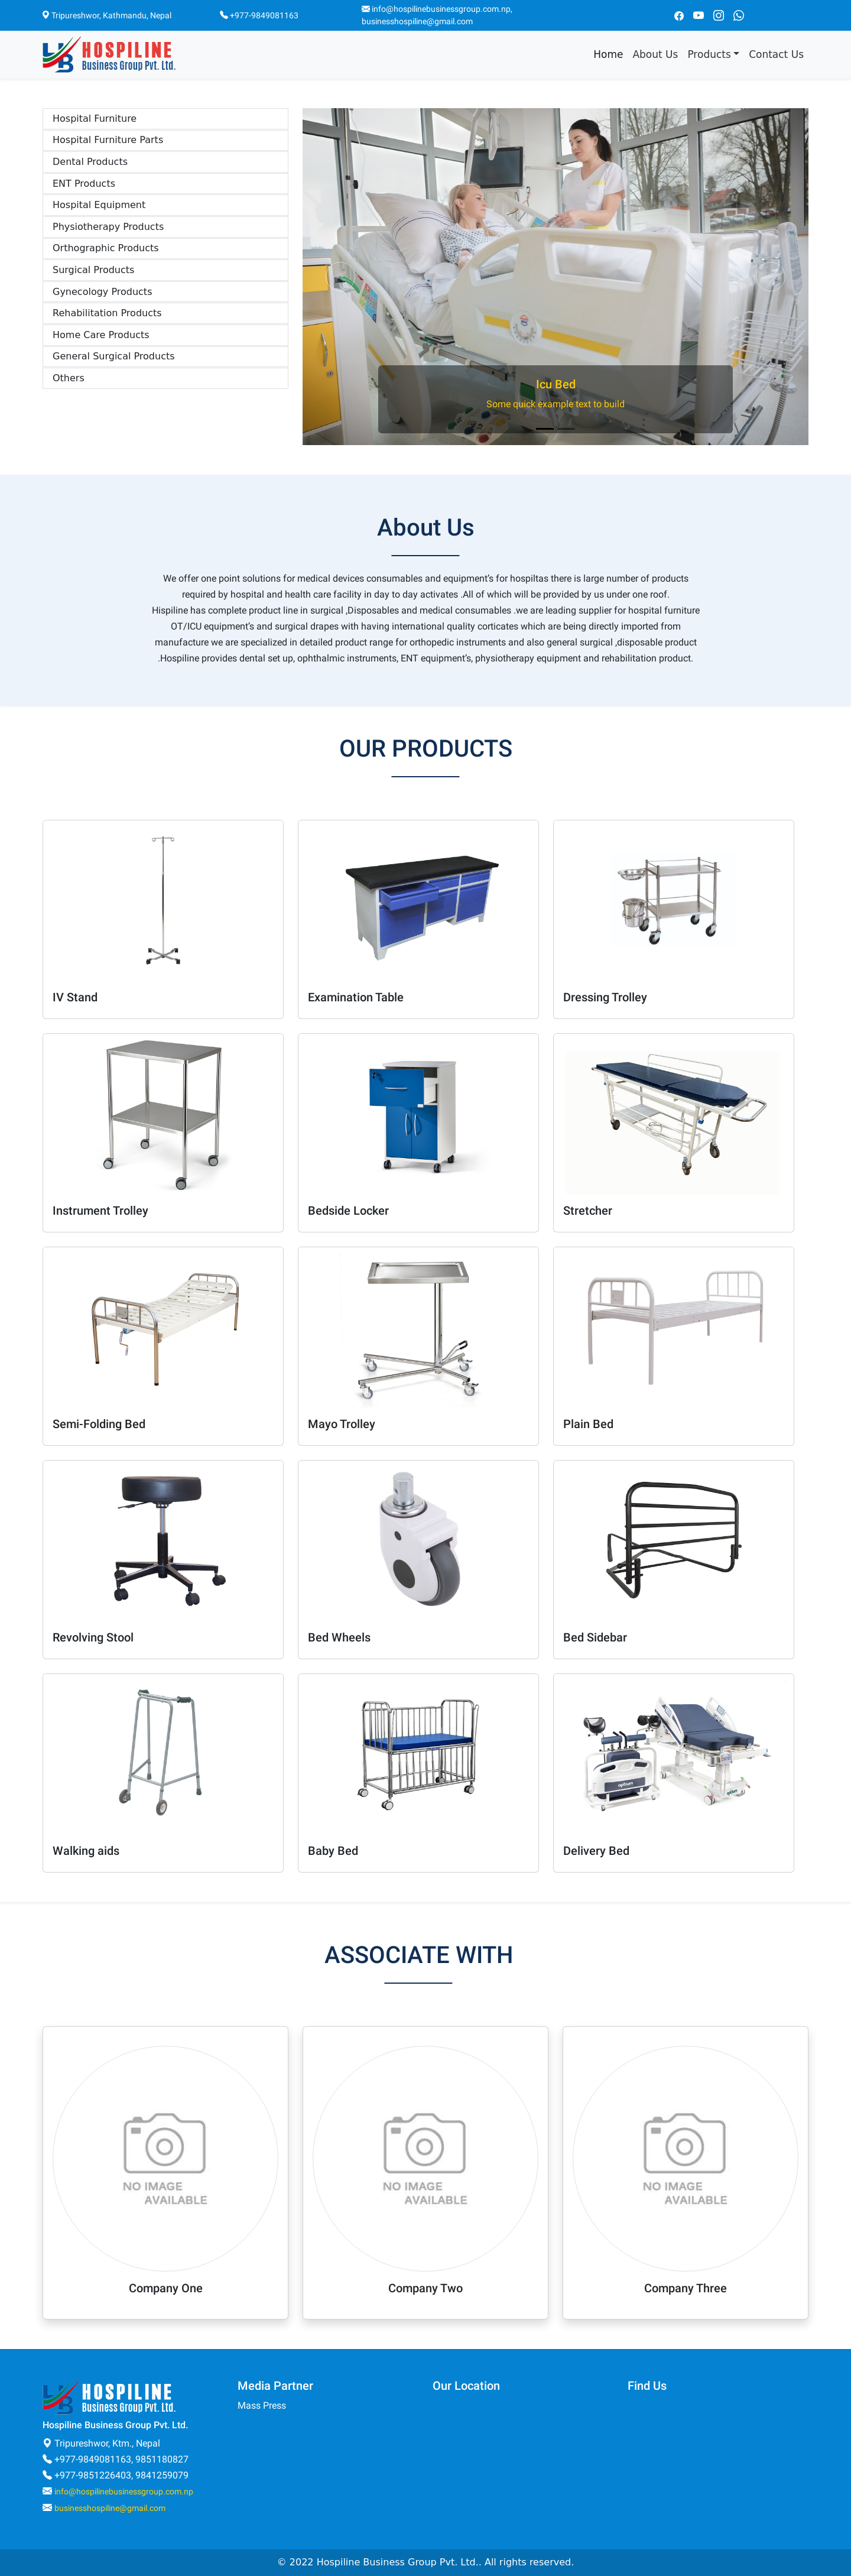 Tripureshwor, Kathmandu, Nepal
+977-9849081163
info@hospilinebusinessgroup.com.np,
businesshospiline@gmail.com
HOSPILINE
Business Group Pvt. Ltd.
Home
About Us
Products
Contact Us
Hospital Furniture
Hospital Furniture Parts
Dental Products
ENT Products
Hospital Equipment
Physiotherapy Products
Orthographic Products
Surgical Products
Gynecology Products
Rehabilitation Products
Home Care Products
General Surgical Products
Others
Icu Bed
Some quick example text to build
About Us
We offer one point solutions for medical devices consumables and equipment's for hospiltas there is large number of products
required by hospital and health care facility in day to day activates .All of which will be provided by us under one roof.
Hispiline has complete product line in surgical ,Disposables and medical consumables .we are leading supplier for hospital furniture
OT/ICU equipment's and surgical drapes with having international quality corticates which are being directly imported from
manufacture we are specialized in detailed product range for orthopedic instruments and also general surgical ,disposable product
.Hospiline provides dental set up, ophthalmic instruments, ENT equipment's, physiotherapy equipment and rehabilitation product.
OUR PRODUCTS
IV Stand
Examination Table
Dressing Trolley
Instrument Trolley
Bedside Locker
Stretcher
Semi-Folding Bed
Mayo Trolley
Plain Bed
Revolving Stool
Bed Wheels
Bed Sidebar
Walking aids
Baby Bed
Delivery Bed
ASSOCIATE WITH
NO IMAGE
AVAILABLE
Company One
NO IMAGE
AVAILABLE
Company Two
NO IMAGE
AVAILABLE
Company Three
HOSPILINE
Business Group Pvt. Ltd.
Hospiline Business Group Pvt. Ltd.
Tripureshwor, Ktm., Nepal
+977-9849081163, 9851180827
+977-9851226403, 9841259079
info@hospilinebusinessgroup.com.np
businesshospiline@gmail.com
Media Partner
Mass Press
Our Location
Find Us
© 2022 Hospiline Business Group Pvt. Ltd.. All rights reserved.